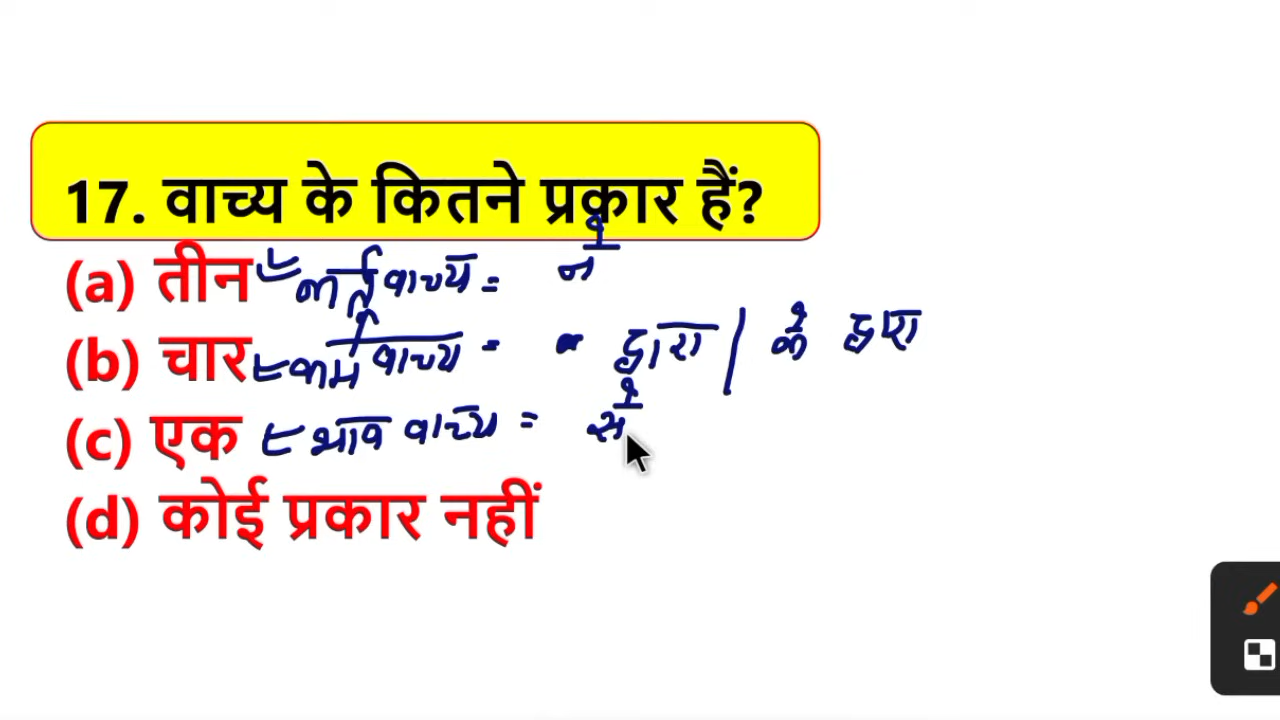 17. वाच्य के कितने प्रकार हैं?
(a) तीन कर्तृवाच्य = ने
(b) चार कर्मवाच्य = द्वारा / के द्वारा
(c) एक भाव वाच्य = से
(d) कोई प्रकार नहीं